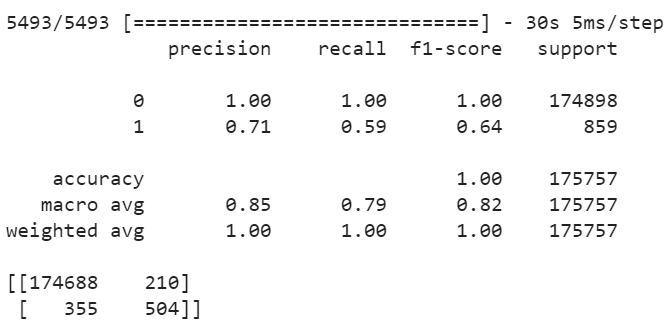 5493/5493 [==============================] - 30s 5ms/step
              precision    recall  f1-score   support

           0       1.00      1.00      1.00    174898
           1       0.71      0.59      0.64       859

    accuracy                           1.00    175757
   macro avg       0.85      0.79      0.82    175757
weighted avg       1.00      1.00      1.00    175757

[[174688    210]
 [   355    504]]